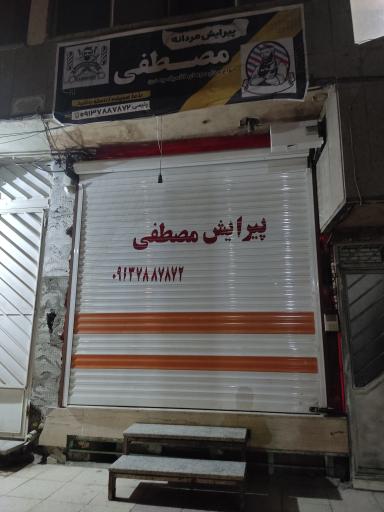 پیرایش مردانه
مصطفی
۰۹۱۳۷۸۸۷۸۷۲
پیرایش مصطفی
۰۹۱۳۷۸۸۷۸۷۲